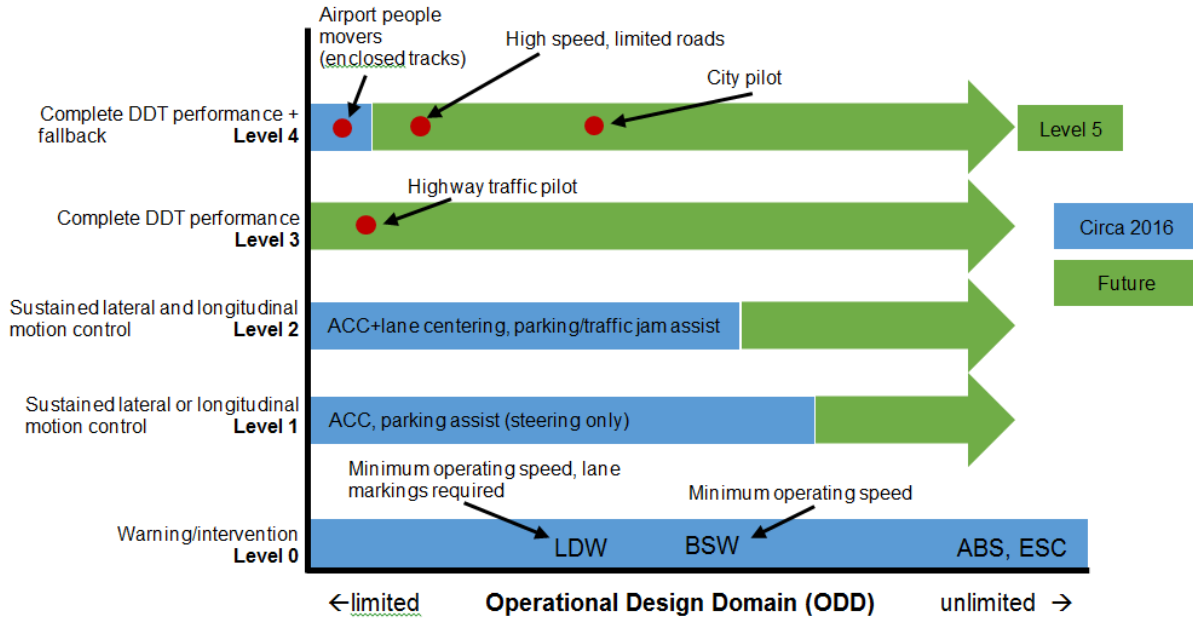 Airport people
movers
(enclosed tracks)
High speed, limited roads
City pilot
Complete DDT performance +
fallback
Level 4
Level 5
Highway traffic pilot
Complete DDT performance
Level 3
Circa 2016
Future
Sustained lateral and longitudinal
motion control
Level 2
ACC+lane centering, parking/traffic jam assist
Sustained lateral or longitudinal
motion control
Level 1
ACC, parking assist (steering only)
Minimum operating speed, lane
markings required
Minimum operating speed
Warning/intervention
Level 0
LDW
BSW
ABS, ESC
←limited
Operational Design Domain (ODD)
unlimited →